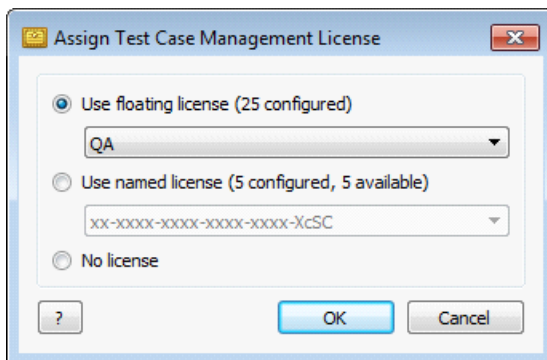 Assign Test Case Management License
Use floating license (25 configured)
QA
Use named license (5 configured, 5 available)
xx-xxxx-xxxx-xxxx-xxxx-XcSC
No license
?
OK
Cancel